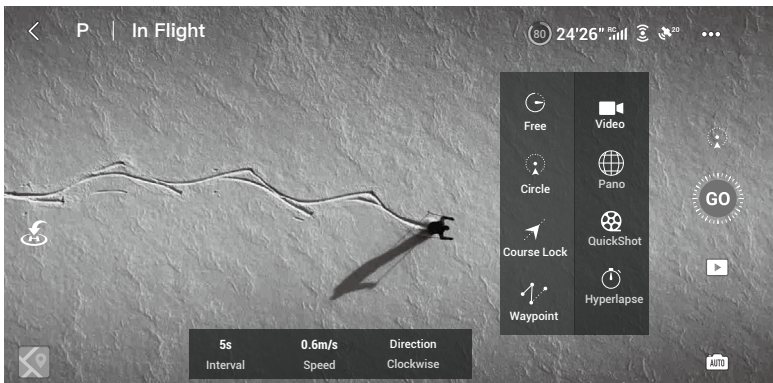 P | In Flight
80 24'26" RC 20
Free
Video
Circle
Pano
Course Lock
QuickShot
Waypoint
Hyperlapse
GO
H
5s 0.6m/s Direction
Interval Speed Clockwise
AUTO